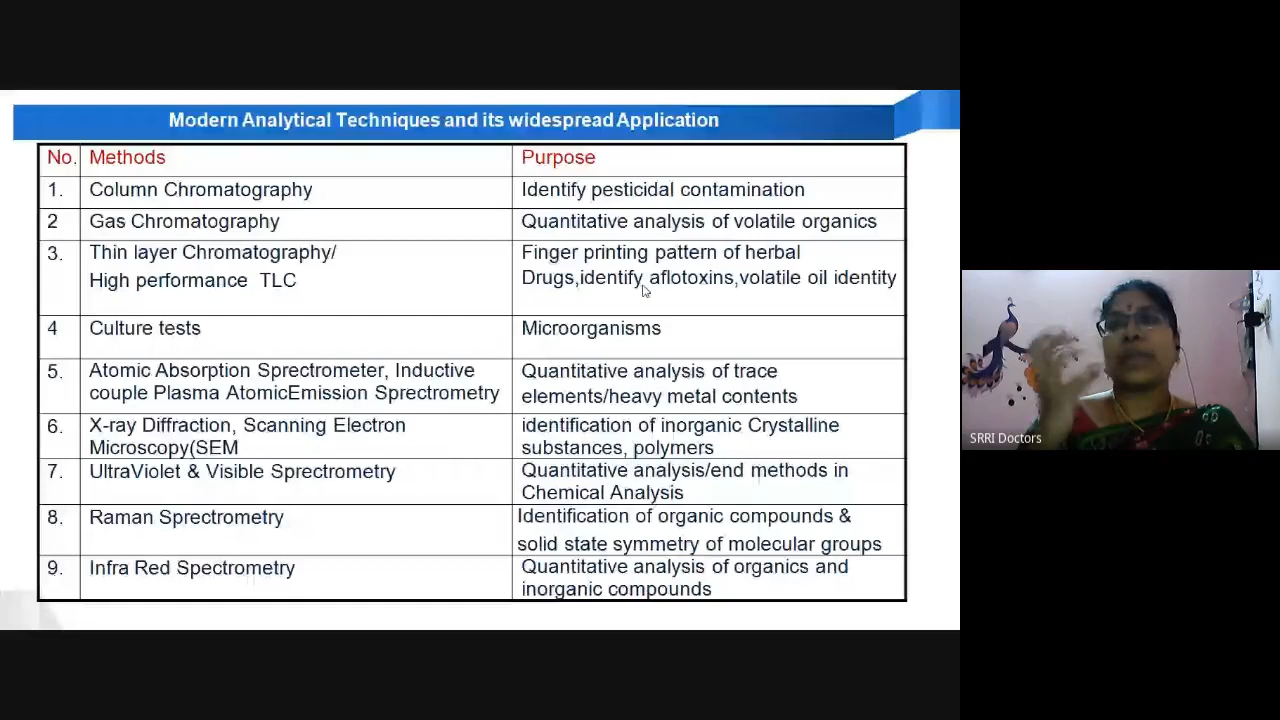 Modern Analytical Techniques and its widespread Application
No. Methods Purpose
1. Column Chromatography Identify pesticidal contamination
2 Gas Chromatography Quantitative analysis of volatile organics
3. Thin layer Chromatography/ Finger printing pattern of herbal
High performance TLC Drugs,identify aflotoxins,volatile oil identity
4 Culture tests Microorganisms
5. Atomic Absorption Sprectrometer, Inductive Quantitative analysis of trace
couple Plasma AtomicEmission Sprectrometry elements/heavy metal contents
6. X-ray Diffraction, Scanning Electron identification of inorganic Crystalline
Microscopy(SEM substances, polymers
7. UltraViolet & Visible Sprectrometry Quantitative analysis/end methods in
Chemical Analysis
8. Raman Sprectrometry Identification of organic compounds &
solid state symmetry of molecular groups
9. Infra Red Spectrometry Quantitative analysis of organics and
inorganic compounds
SRRI Doctors